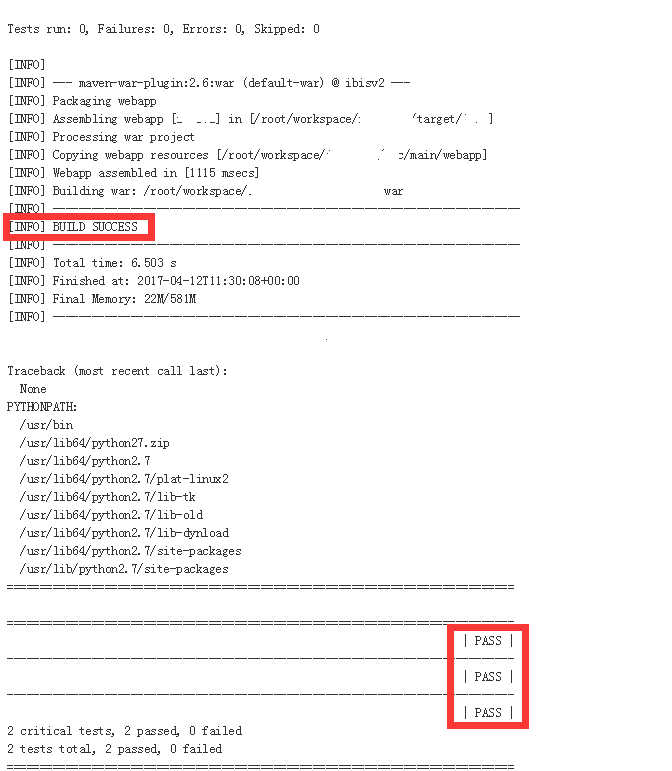 Tests run: 0, Failures: 0, Errors: 0, Skipped: 0
[INFO]
[INFO] --- maven-war-plugin:2.6:war (default-war) @ ibisv2 ---
[INFO] Packaging webapp
[INFO] Assembling webapp [ ] in [/root/workspace/ /target/ ]
[INFO] Processing war project
[INFO] Copying webapp resources [/root/workspace/ /main/webapp]
[INFO] Webapp assembled in [1115 msecs]
[INFO] Building war: /root/workspace/ war
[INFO] ------------------------------------------------------------------------
[INFO] BUILD SUCCESS
[INFO] ------------------------------------------------------------------------
[INFO] Total time: 6.503 s
[INFO] Finished at: 2017-04-12T11:30:08+00:00
[INFO] Final Memory: 22M/581M
[INFO] ------------------------------------------------------------------------
Traceback (most recent call last):
None
PYTHONPATH:
/usr/bin
/usr/lib64/python27.zip
/usr/lib64/python2.7
/usr/lib64/python2.7/plat-linux2
/usr/lib64/python2.7/lib-tk
/usr/lib64/python2.7/lib-old
/usr/lib64/python2.7/lib-dynload
/usr/lib64/python2.7/site-packages
/usr/lib/python2.7/site-packages
==============================================================================
==============================================================================
| PASS |
------------------------------------------------------------------------------
| PASS |
------------------------------------------------------------------------------
| PASS |
2 critical tests, 2 passed, 0 failed
2 tests total, 2 passed, 0 failed
==============================================================================